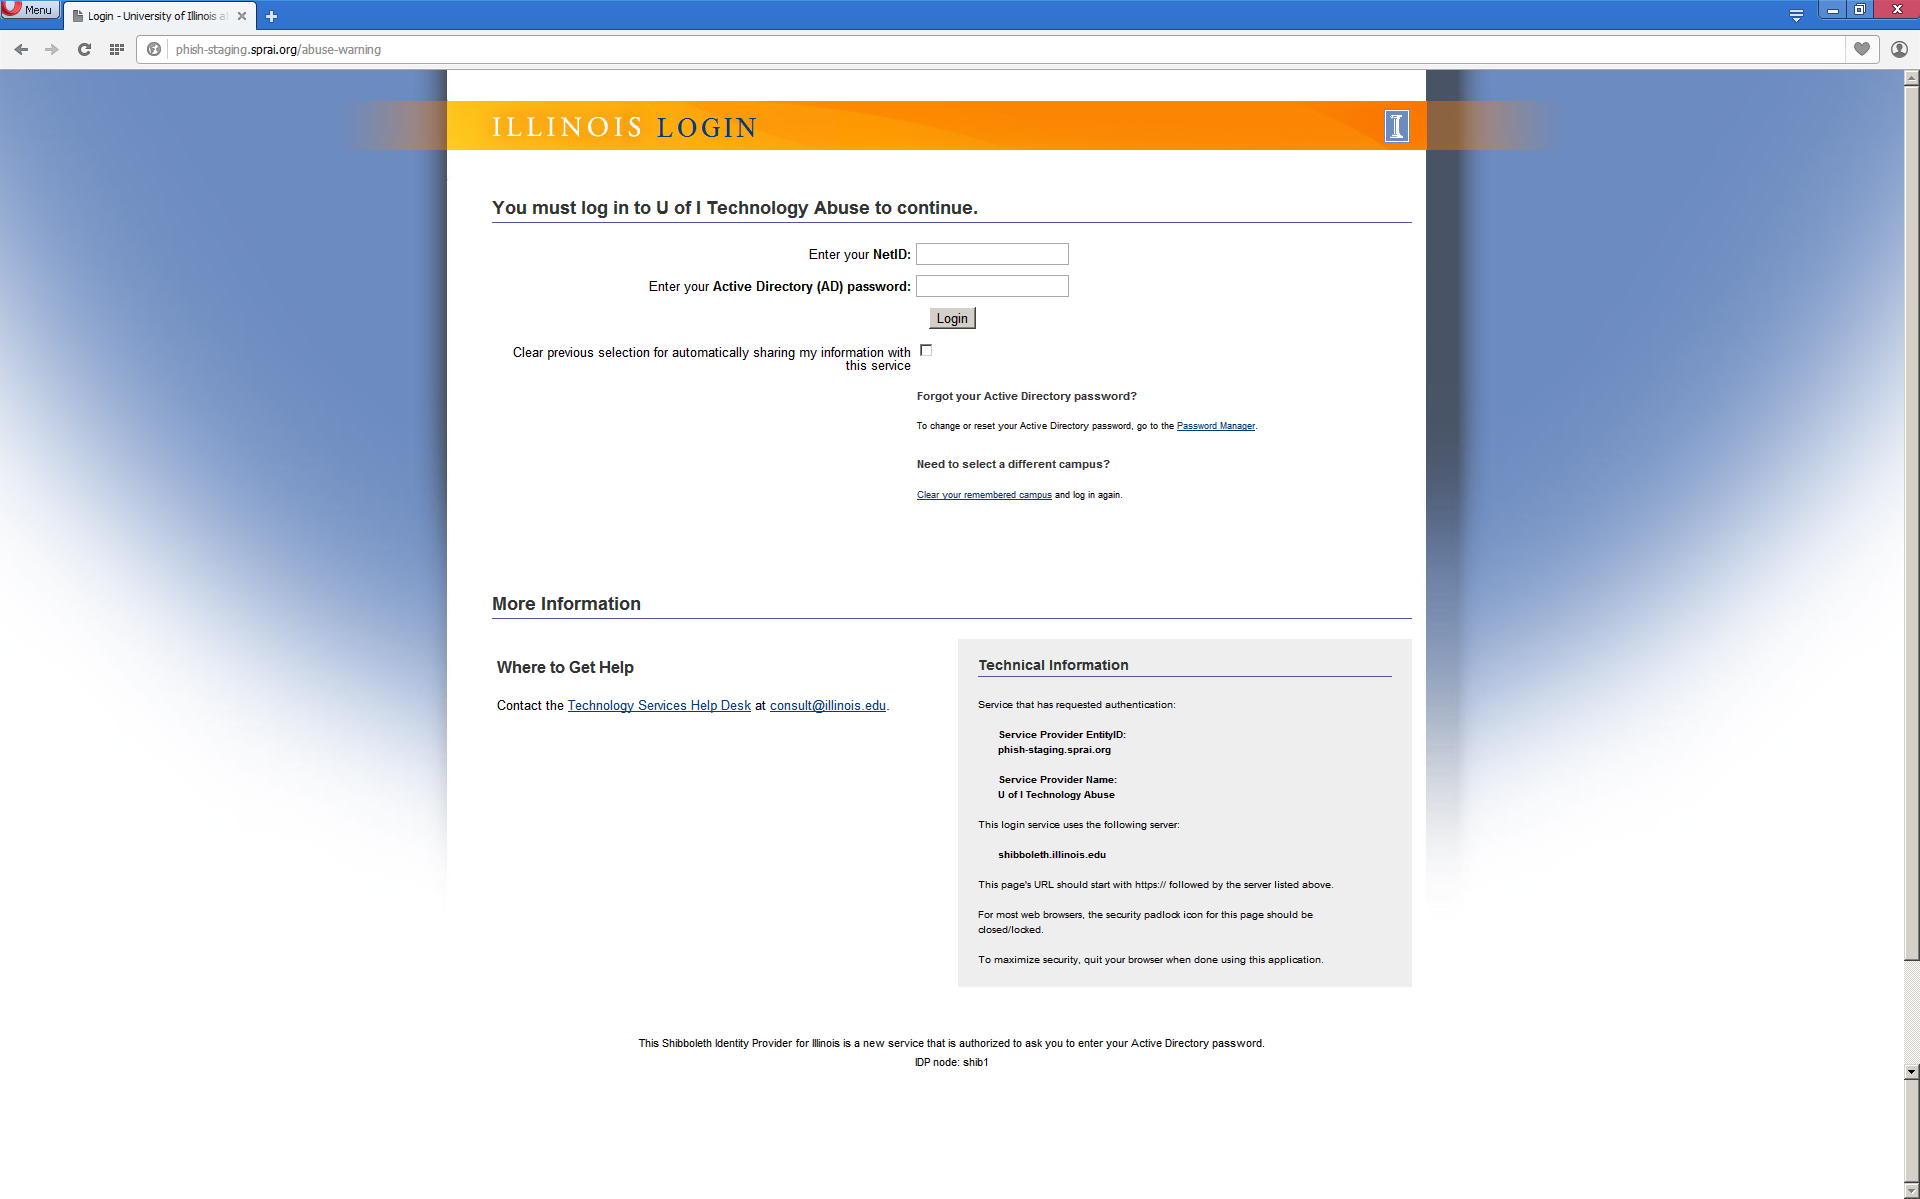 Menu
Login - University of Illinois at
phish-staging.sprai.org/abuse-warning
ILLINOIS LOGIN
I
You must log in to U of I Technology Abuse to continue.
Enter your NetID:
Enter your Active Directory (AD) password:
Login
Clear previous selection for automatically sharing my information with
this service
Forgot your Active Directory password?
To change or reset your Active Directory password, go to the Password Manager.
Need to select a different campus?
Clear your remembered campus and log in again.
More Information
Where to Get Help
Contact the Technology Services Help Desk at consult@illinois.edu.
Technical Information
Service that has requested authentication:
Service Provider EntityID:
phish-staging.sprai.org
Service Provider Name:
U of I Technology Abuse
This login service uses the following server:
shibboleth.illinois.edu
This page's URL should start with https:// followed by the server listed above.
For most web browsers, the security padlock icon for this page should be
closed/locked.
To maximize security, quit your browser when done using this application.
This Shibboleth Identity Provider for Illinois is a new service that is authorized to ask you to enter your Active Directory password.
IDP node: shib1